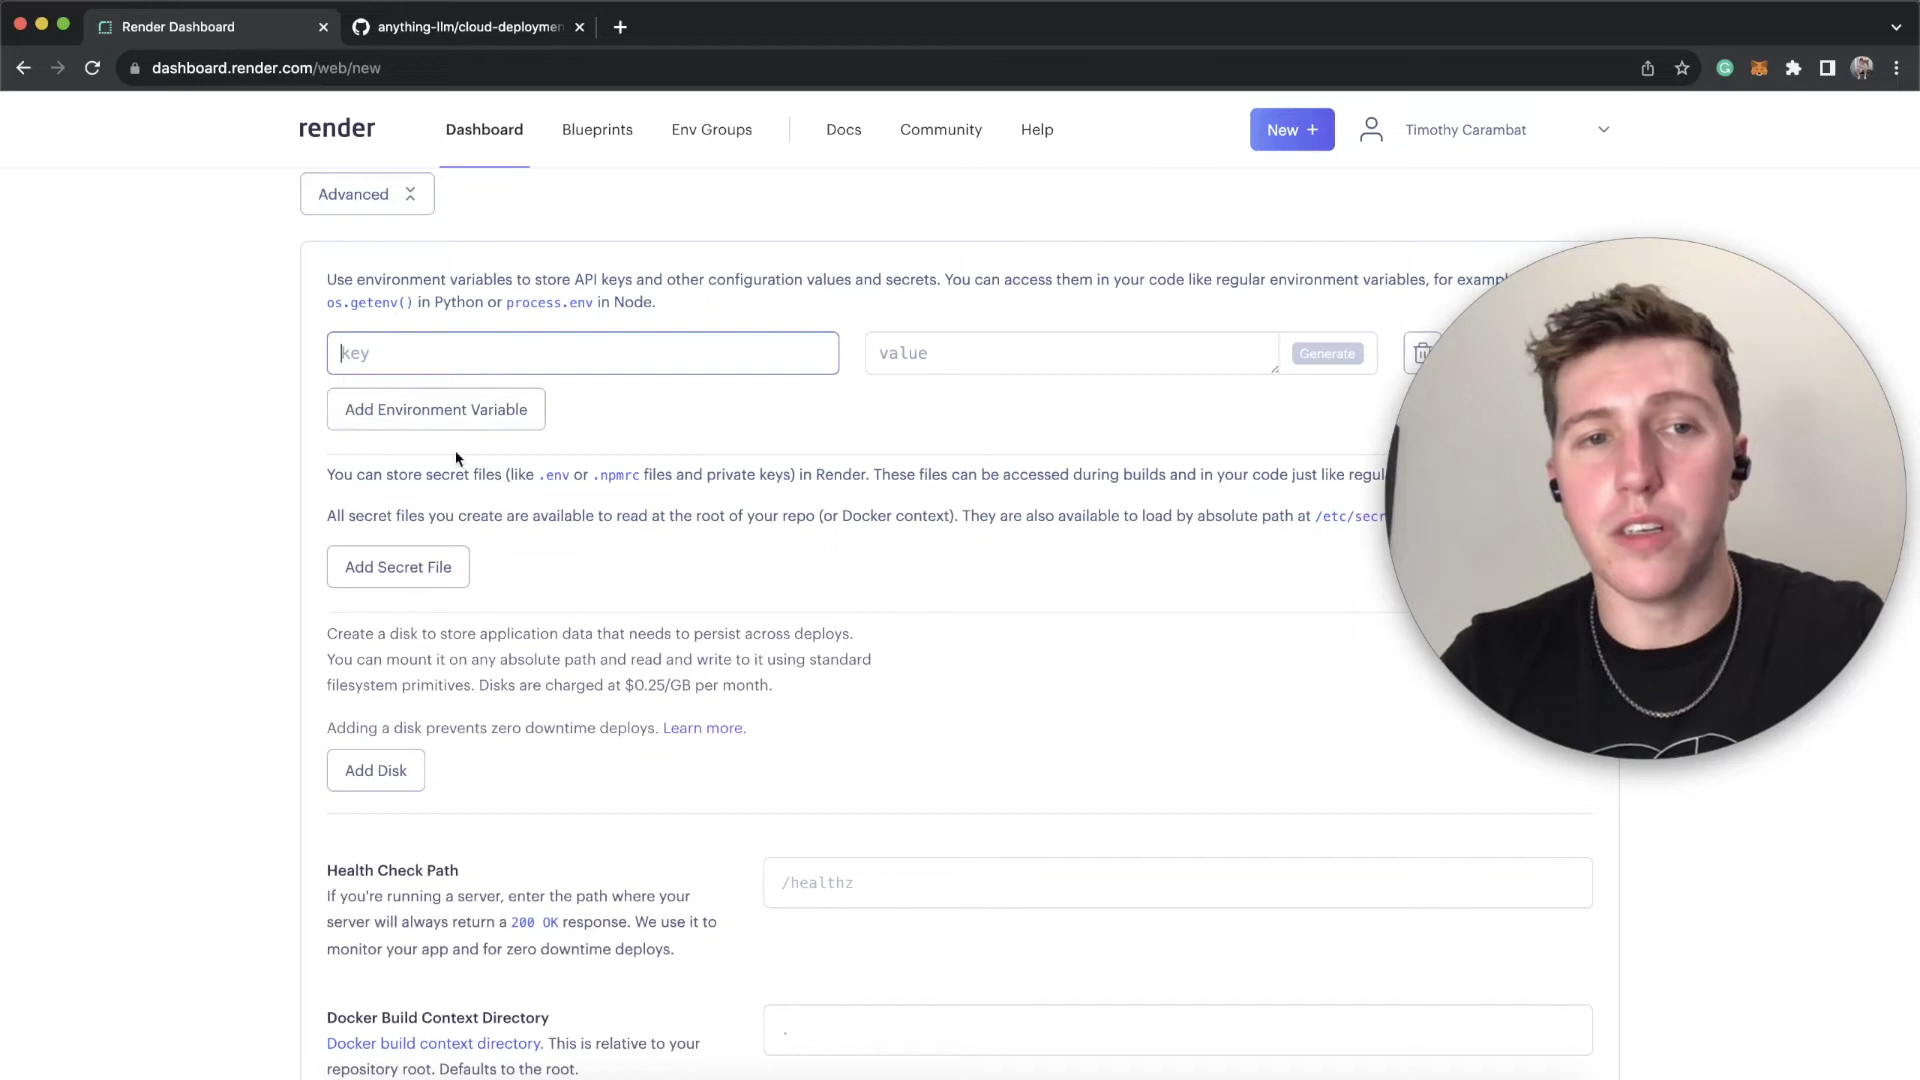 Render Dashboard
anything-llm/cloud-deploymen
dashboard.render.com/web/new
render
Dashboard
Blueprints
Env Groups
Docs
Community
Help
New +
Timothy Carambat
Advanced
Use environment variables to store API keys and other configuration values and secrets. You can access them in your code like regular environment variables, for examp
os.getenv() in Python or process.env in Node.
key
value
Generate
Add Environment Variable
You can store secret files (like .env or .npmrc files and private keys) in Render. These files can be accessed during builds and in your code just like regul
All secret files you create are available to read at the root of your repo (or Docker context). They are also available to load by absolute path at /etc/secr
Add Secret File
Create a disk to store application data that needs to persist across deploys.
You can mount it on any absolute path and read and write to it using standard
filesystem primitives. Disks are charged at $0.25/GB per month.
Adding a disk prevents zero downtime deploys. Learn more.
Add Disk
Health Check Path
If you're running a server, enter the path where your
server will always return a 200 OK response. We use it to
monitor your app and for zero downtime deploys.
/healthz
Docker Build Context Directory
Docker build context directory. This is relative to your
repository root. Defaults to the root.
.